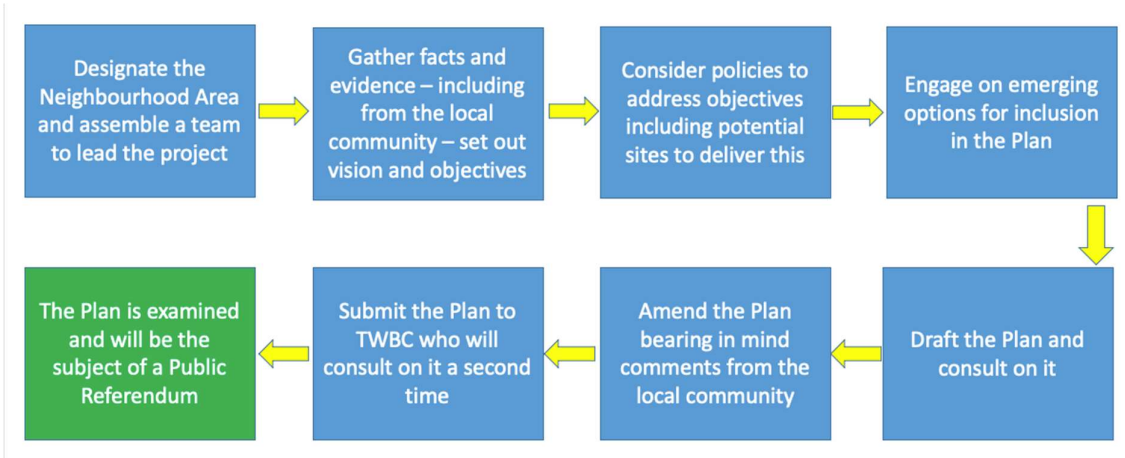 Designate the
Neighbourhood Area
and assemble a team
to lead the project
Gather facts and
evidence – including
from the local
community – set out
vision and objectives
Consider policies to
address objectives
including potential
sites to deliver this
Engage on emerging
options for inclusion
in the Plan
Draft the Plan and
consult on it
Amend the Plan
bearing in mind
comments from the
local community
Submit the Plan to
TWBC who will
consult on it a second
time
The Plan is examined
and will be the
subject of a Public
Referendum